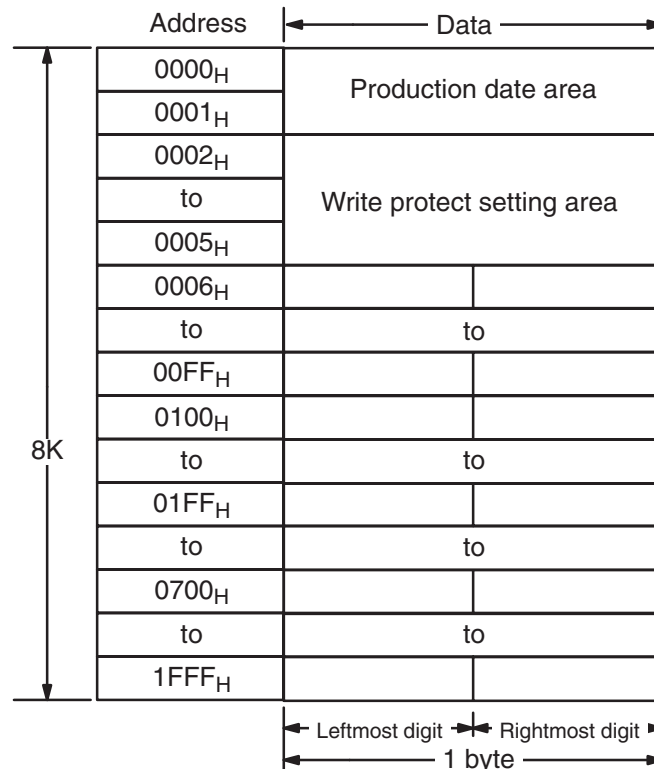 Address Data
0000H
Production date area
0001H
0002H
to
Write protect setting area
0005H
0006H
to to
00FFH
0100H
8K
to to
01FFH
to to
0700H
to to
1FFFH
Leftmost digit Rightmost digit
1 byte